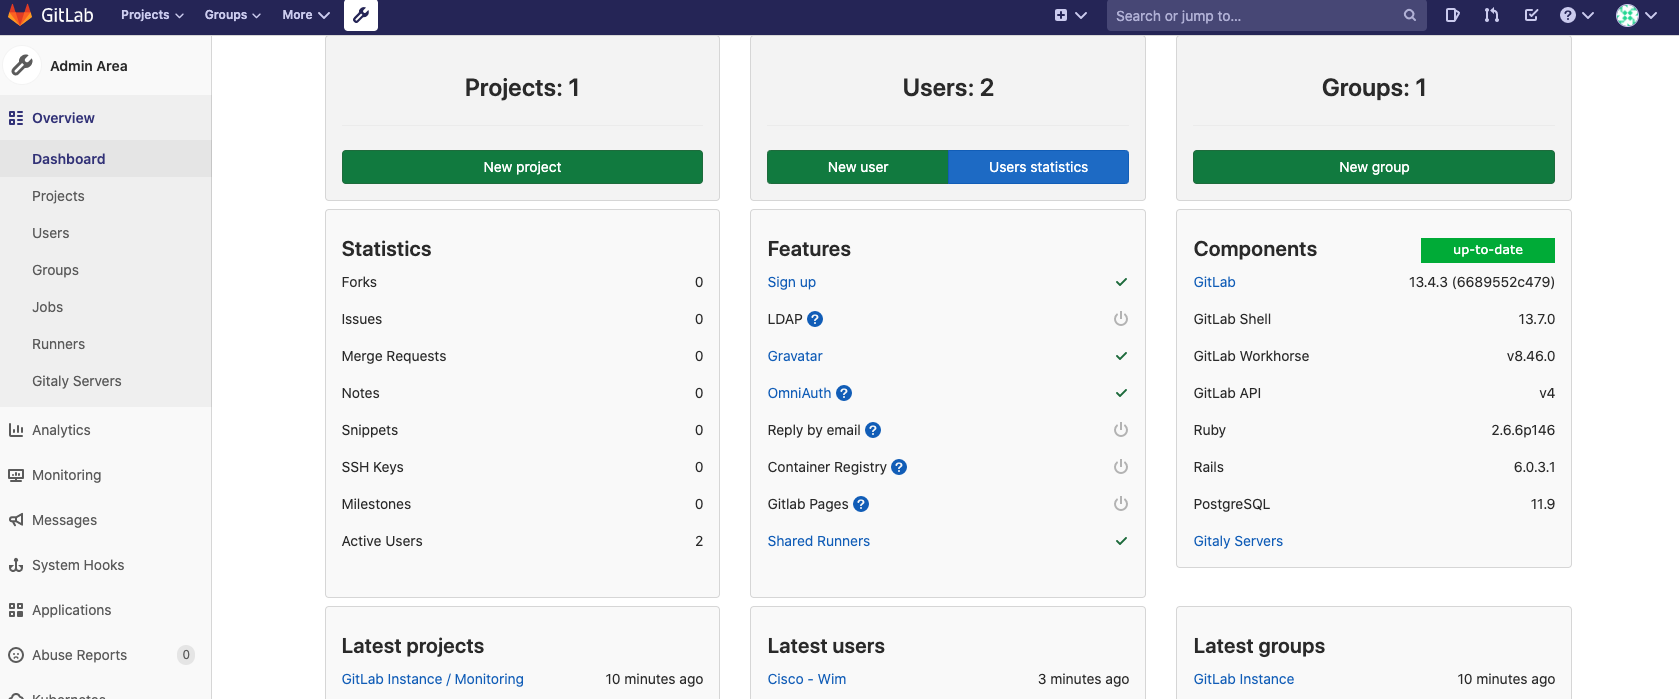 GitLab Projects Groups More Search or jump to...
Admin Area
Overview
Dashboard
Projects
Users
Groups
Jobs
Runners
Gitaly Servers
Analytics
Monitoring
Messages
System Hooks
Applications
Abuse Reports 0
Kubernetes
Projects: 1
New project
Users: 2
New user Users statistics
Groups: 1
New group
Statistics
Forks 0
Issues 0
Merge Requests 0
Notes 0
Snippets 0
SSH Keys 0
Milestones 0
Active Users 2
Features
Sign up
LDAP ?
Gravatar
OmniAuth ?
Reply by email ?
Container Registry ?
Gitlab Pages ?
Shared Runners
Components up-to-date
GitLab 13.4.3 (6689552c479)
GitLab Shell 13.7.0
GitLab Workhorse v8.46.0
GitLab API v4
Ruby 2.6.6p146
Rails 6.0.3.1
PostgreSQL 11.9
Gitaly Servers
Latest projects
GitLab Instance / Monitoring 10 minutes ago
Latest users
Cisco - Wim 3 minutes ago
Latest groups
GitLab Instance 10 minutes ago